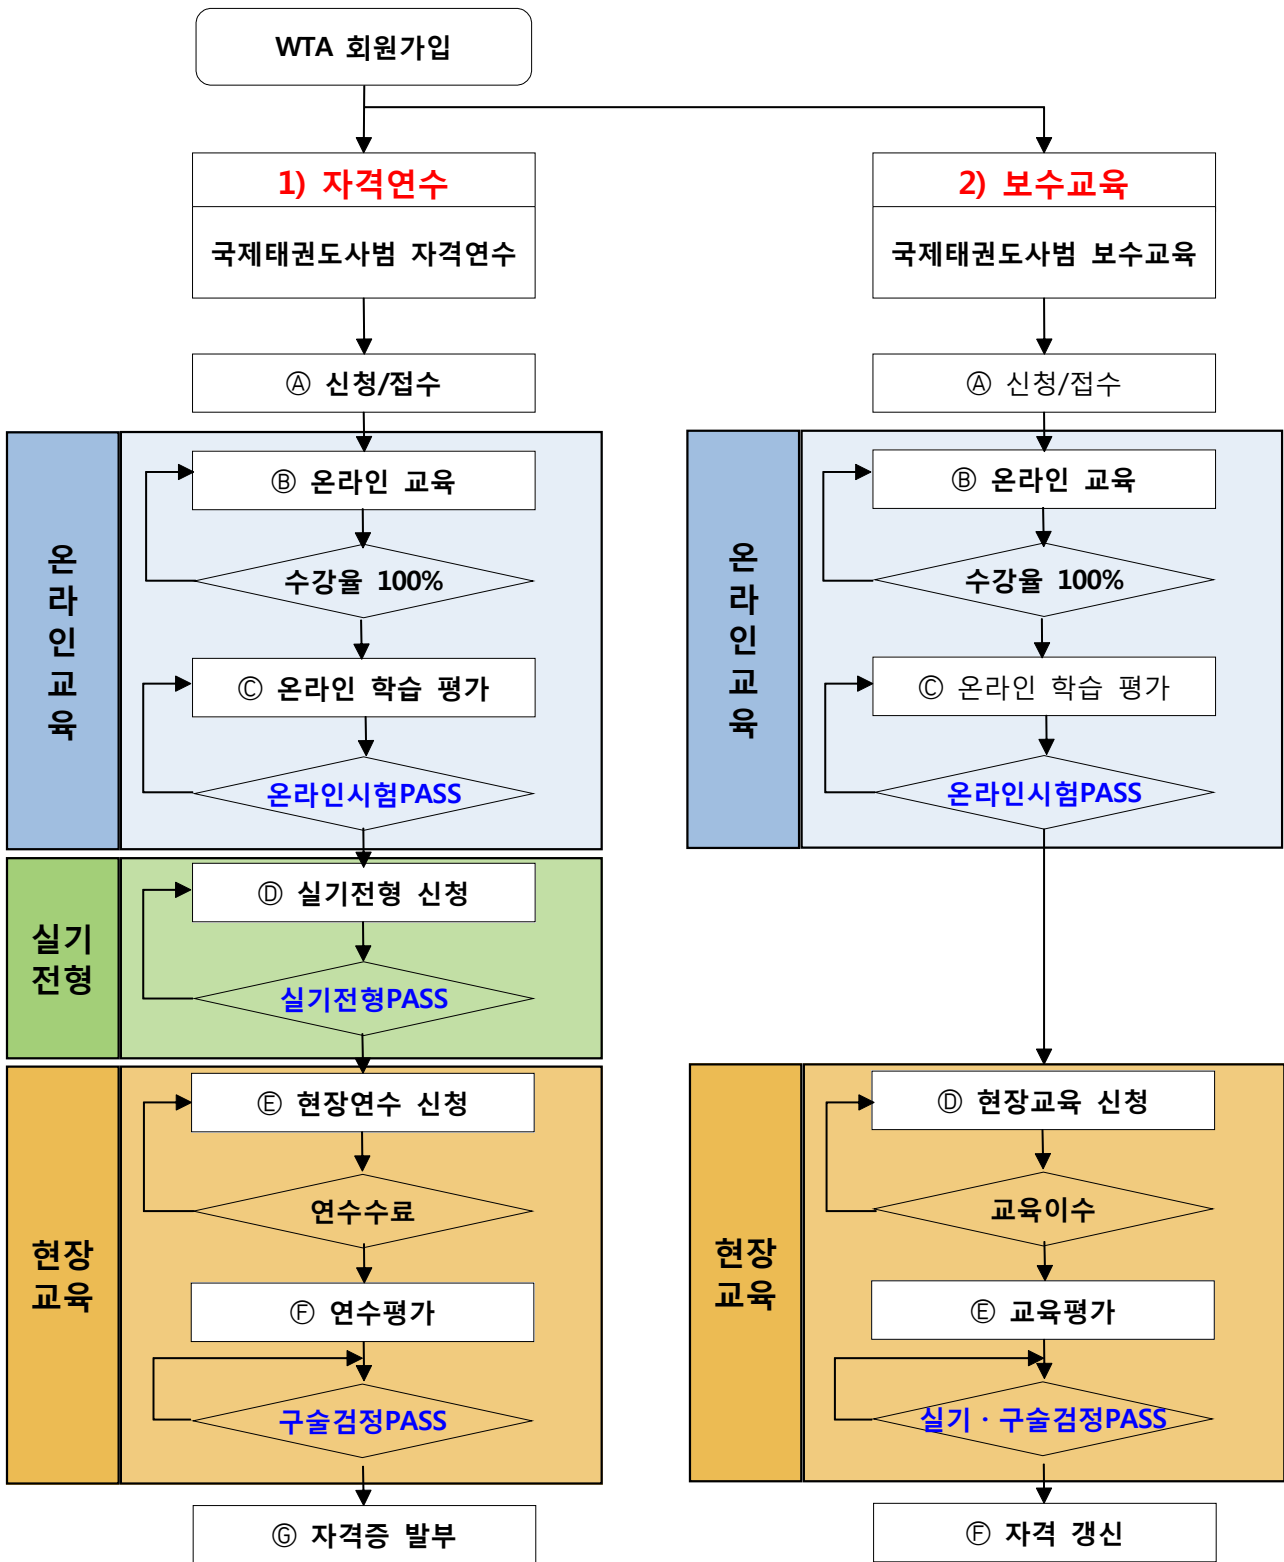 WTA 회원가입
1) 자격연수
국제태권도사범 자격연수
Ⓐ 신청/접수
온라인교육
Ⓑ 온라인 교육
수강율 100%
Ⓒ 온라인 학습 평가
온라인시험PASS
실기
전형
Ⓓ 실기전형 신청
실기전형PASS
현장
교육
Ⓔ 현장연수 신청
연수수료
Ⓕ 연수평가
구술검정PASS
Ⓖ 자격증 발부
2) 보수교육
국제태권도사범 보수교육
Ⓐ 신청/접수
온라인교육
Ⓑ 온라인 교육
수강율 100%
Ⓒ 온라인 학습 평가
온라인시험PASS
현장
교육
Ⓓ 현장교육 신청
교육이수
Ⓔ 교육평가
실기 · 구술검정PASS
Ⓕ 자격 갱신